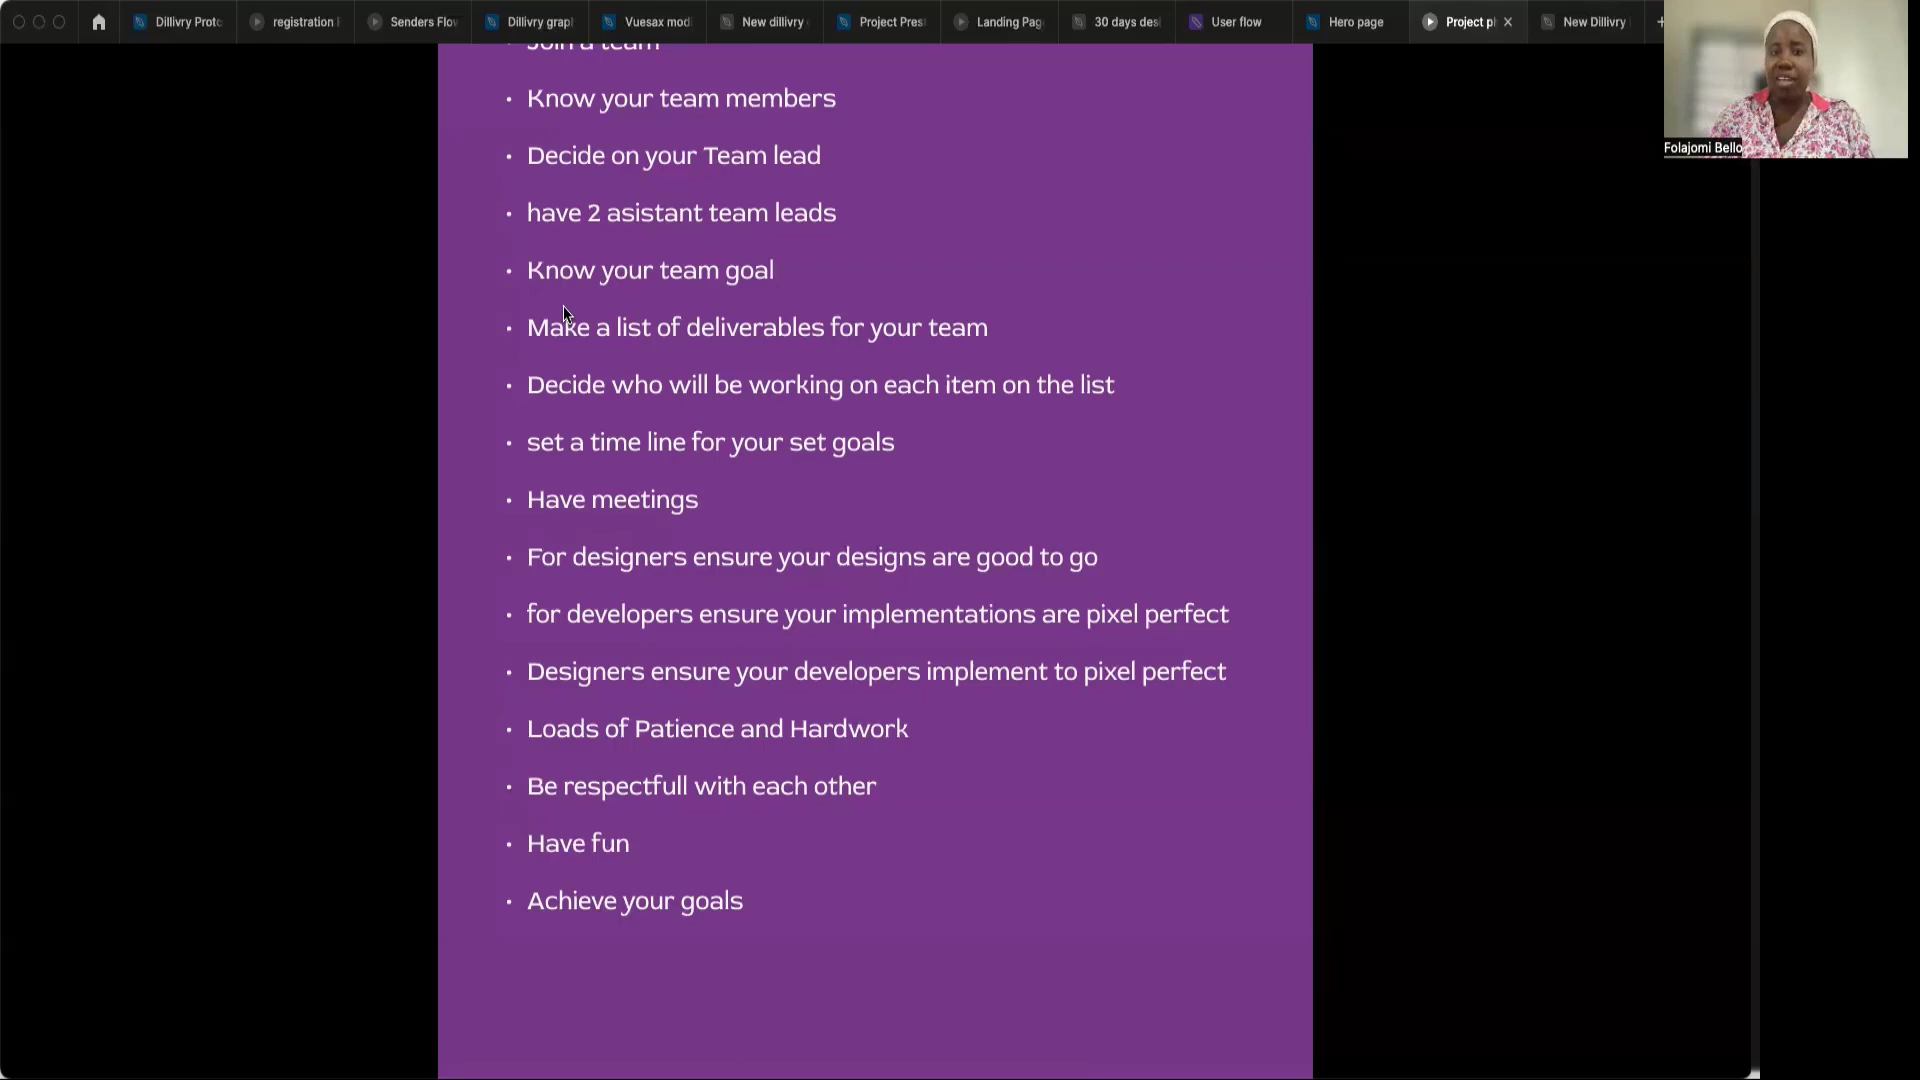 Dillivry Proto
registration
Senders Flow
Dillivry grap
Vuesax mod
New dillivry
Project Pres
Landing Pag
30 days des
User flow
Hero page
Project p
New Dillivry
Join a team
• Know your team members
• Decide on your Team lead
• have 2 asistant team leads
• Know your team goal
• Make a list of deliverables for your team
• Decide who will be working on each item on the list
• set a time line for your set goals
• Have meetings
• For designers ensure your designs are good to go
• for developers ensure your implementations are pixel perfect
• Designers ensure your developers implement to pixel perfect
• Loads of Patience and Hardwork
• Be respectfull with each other
• Have fun
• Achieve your goals
Folajomi Bello